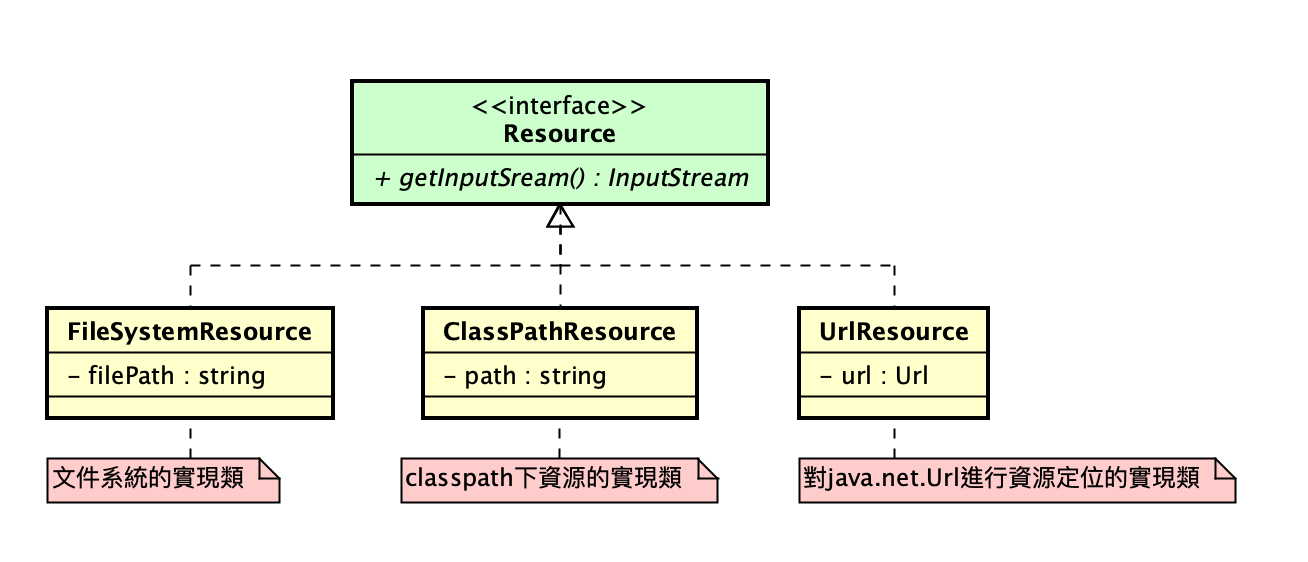 <<interface>>
Resource
+ getInputSream() : InputStream
FileSystemResource
- filePath : string
ClassPathResource
- path : string
UrlResource
- url : Url
文件系統的實現類
classpath下資源的實現類
對java.net.Url進行資源定位的實現類